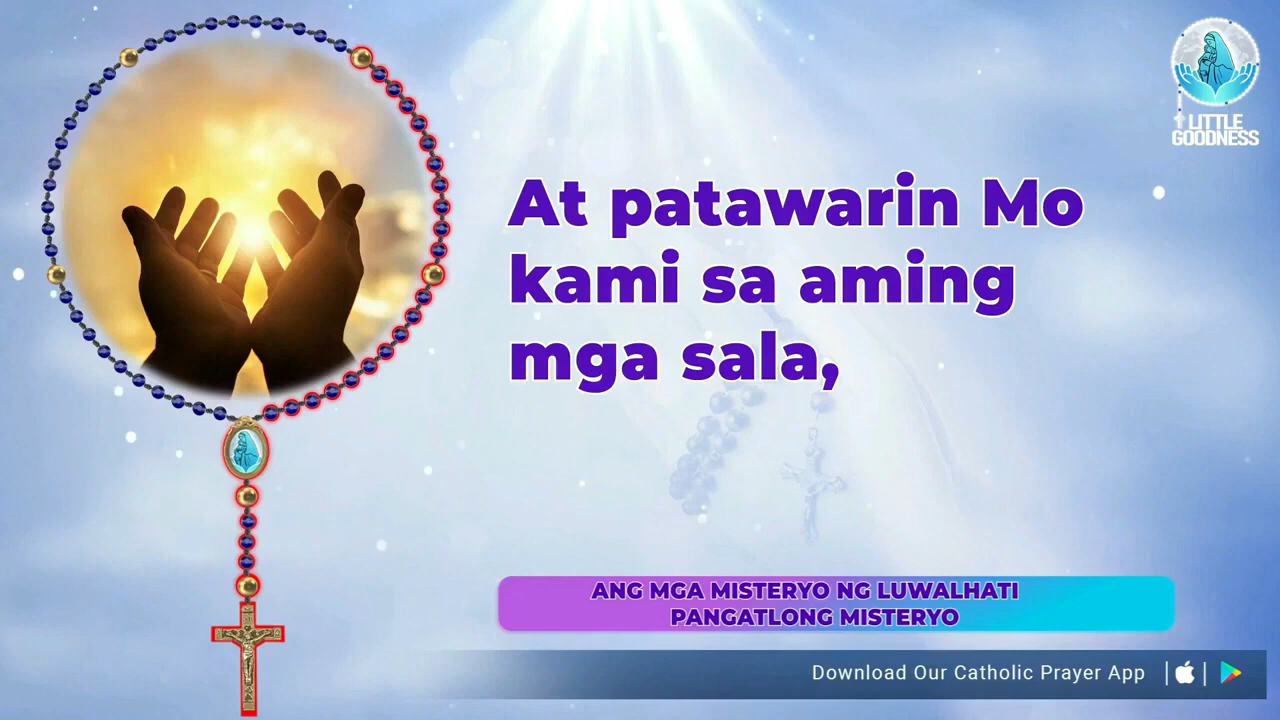 LITTLE
GOODNESS
At patawarin Mo
kami sa aming
mga sala,
ANG MGA MISTERYO NG LUWALHATI
PANGATLONG MISTERYO
Download Our Catholic Prayer App